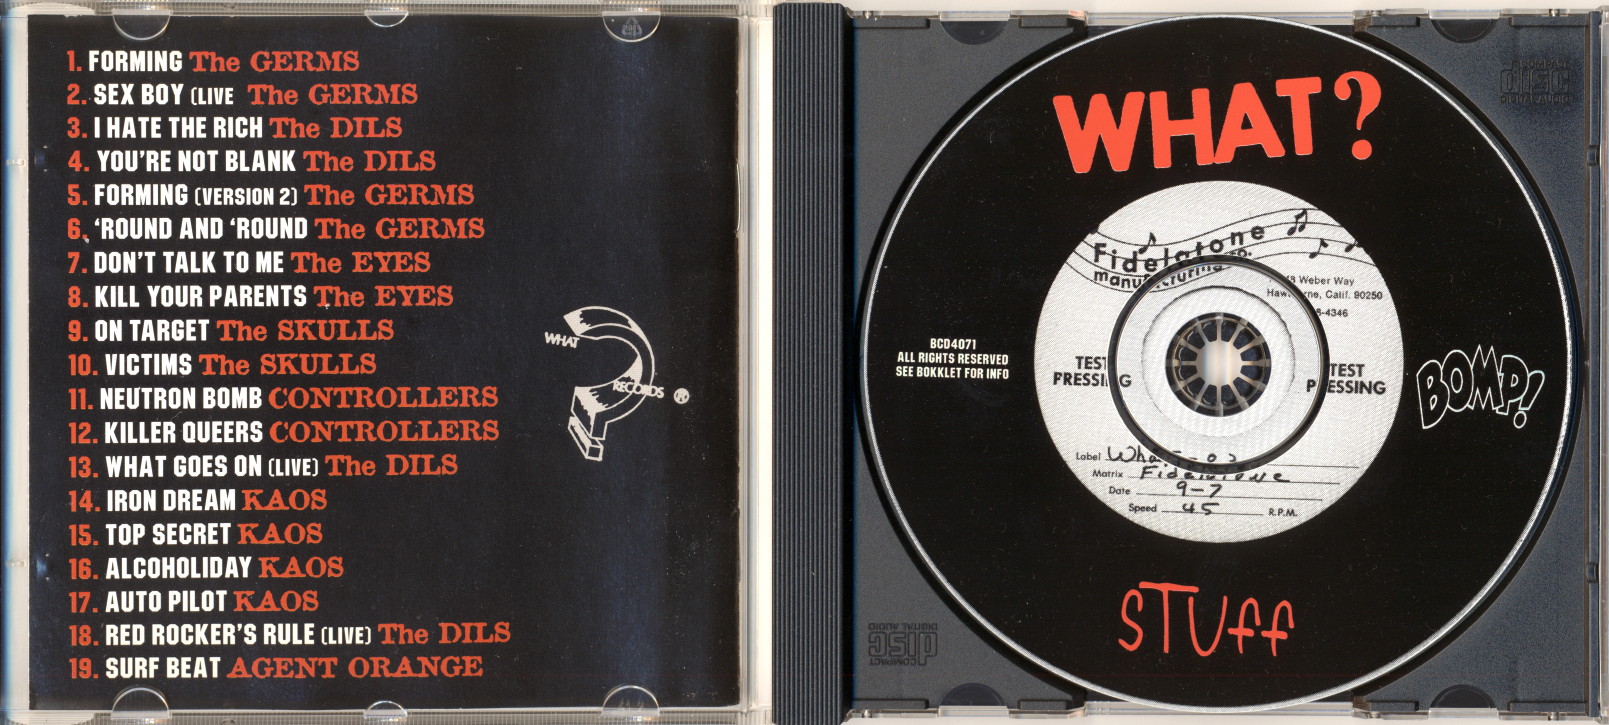 1. FORMING The GERMS
2. SEX BOY (LIVE The GERMS
3. I HATE THE RICH The DILS
4. YOU'RE NOT BLANK The DILS
5. FORMING (VERSION 2) The GERMS
6. 'ROUND AND 'ROUND The GERMS
7. DON'T TALK TO ME The EYES
8. KILL YOUR PARENTS The EYES
9. ON TARGET The SKULLS
10. VICTIMS The SKULLS
11. NEUTRON BOMB CONTROLLERS
12. KILLER QUEERS CONTROLLERS
13. WHAT GOES ON (LIVE) The DILS
14. IRON DREAM KAOS
15. TOP SECRET KAOS
16. ALCOHOLIDAY KAOS
17. AUTO PILOT KAOS
18. RED ROCKER'S RULE (LIVE) The DILS
19. SURF BEAT AGENT ORANGE
WHAT
RECORDS ®
WHAT?
Fidelatone
Weber Way
Calif. 90250
-4346
BCD4071
ALL RIGHTS RESERVED
SEE BOKKLET FOR INFO
TEST
PRESSING
TEST
PRESSING
BOMP!
Label
Matrix Fidelatone
Date 9-7
Speed 45 R.P.M.
STUFF
COMPACT
disc
DIGITAL AUDIO
COMPACT
disc
DIGITAL AUDIO